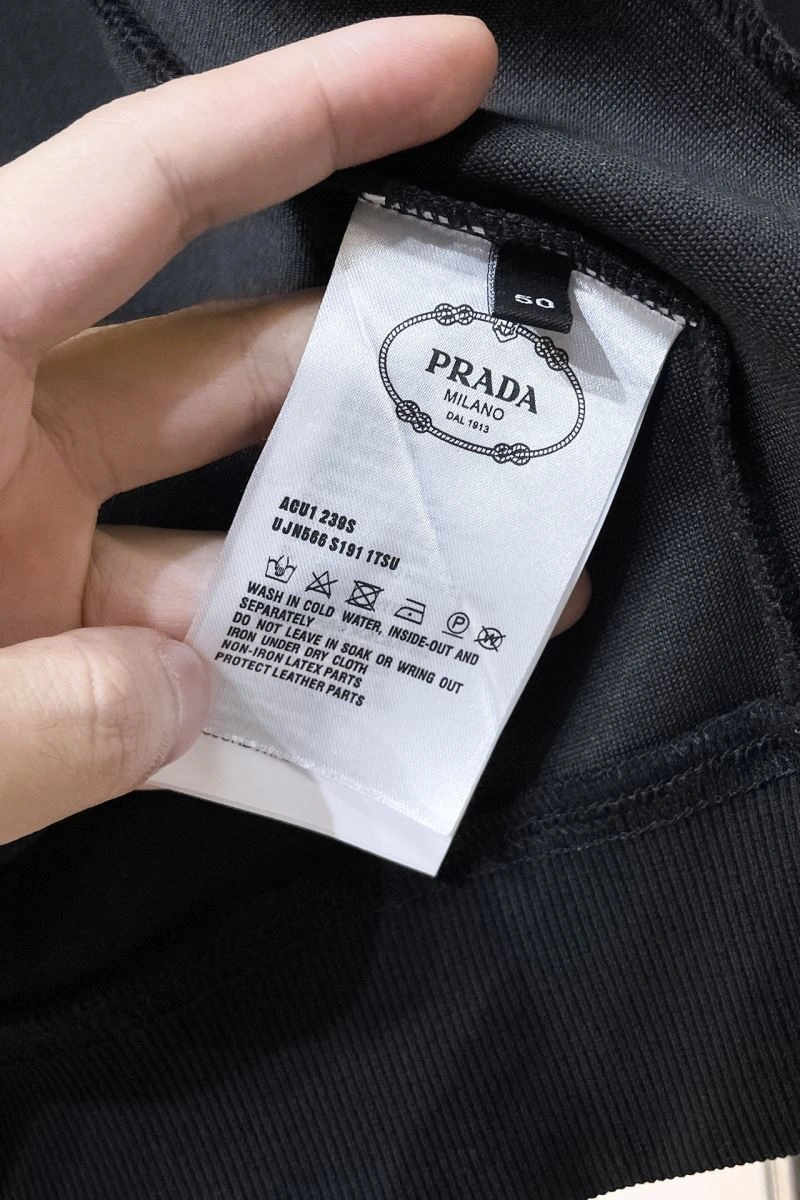 50
PRADA
MILANO
DAL 1913
ACU1 239S
UJN566 S191 1TSU
WASH IN COLD WATER, INSIDE-OUT AND
SEPARATELY
DO NOT LEAVE IN SOAK OR WRING OUT
IRON UNDER DRY CLOTH
NON-IRON LATEX PARTS
PROTECT LEATHER PARTS